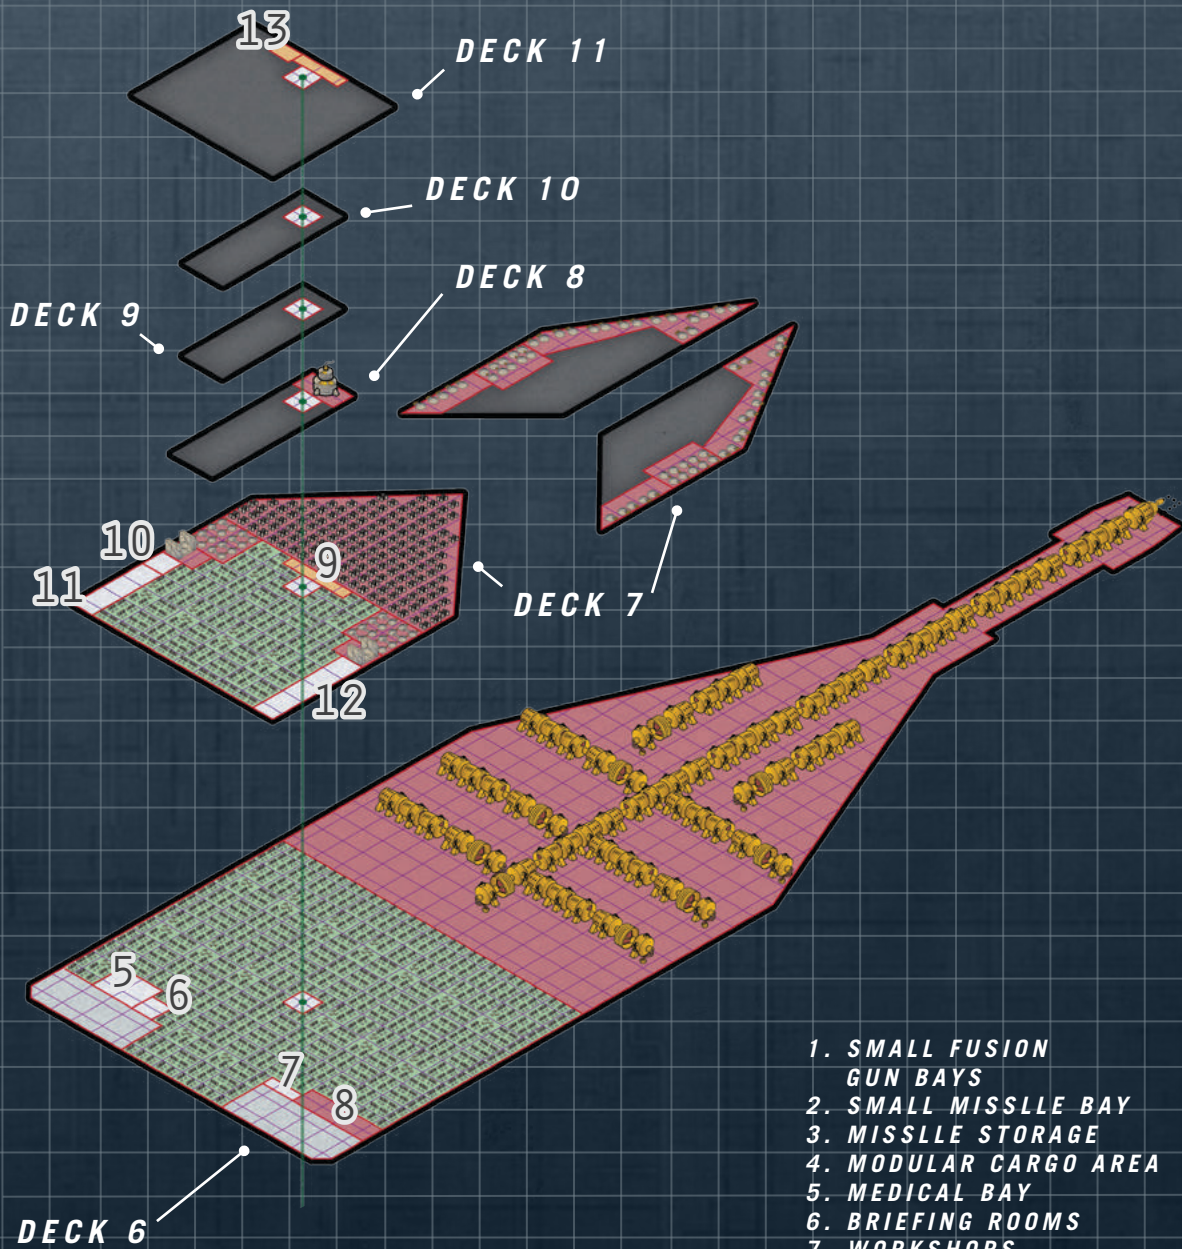 13
DECK 11
DECK 10
DECK 8
DECK 9
10
9
11
DECK 7
12
5
6
7
8
DECK 6
1. SMALL FUSION
GUN BAYS
2. SMALL MISSLLE BAY
3. MISSLLE STORAGE
4. MODULAR CARGO AREA
5. MEDICAL BAY
6. BRIEFING ROOMS
7. WORKSHOPS